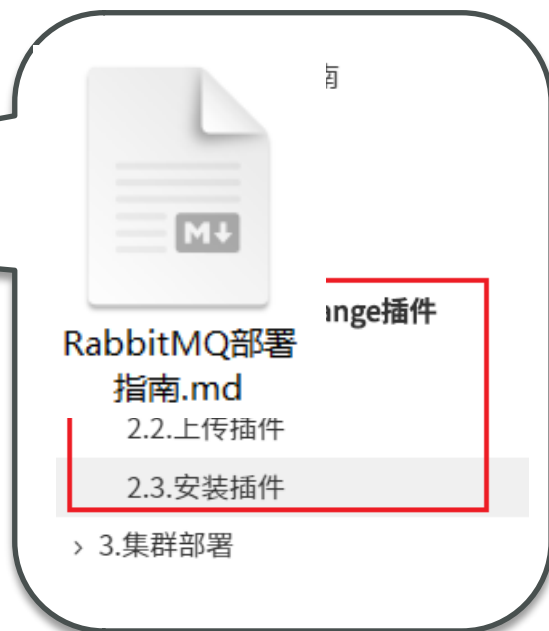 南
M
ange插件
RabbitMQ部署
指南.md
2.2.上传插件
2.3.安装插件
> 3.集群部署